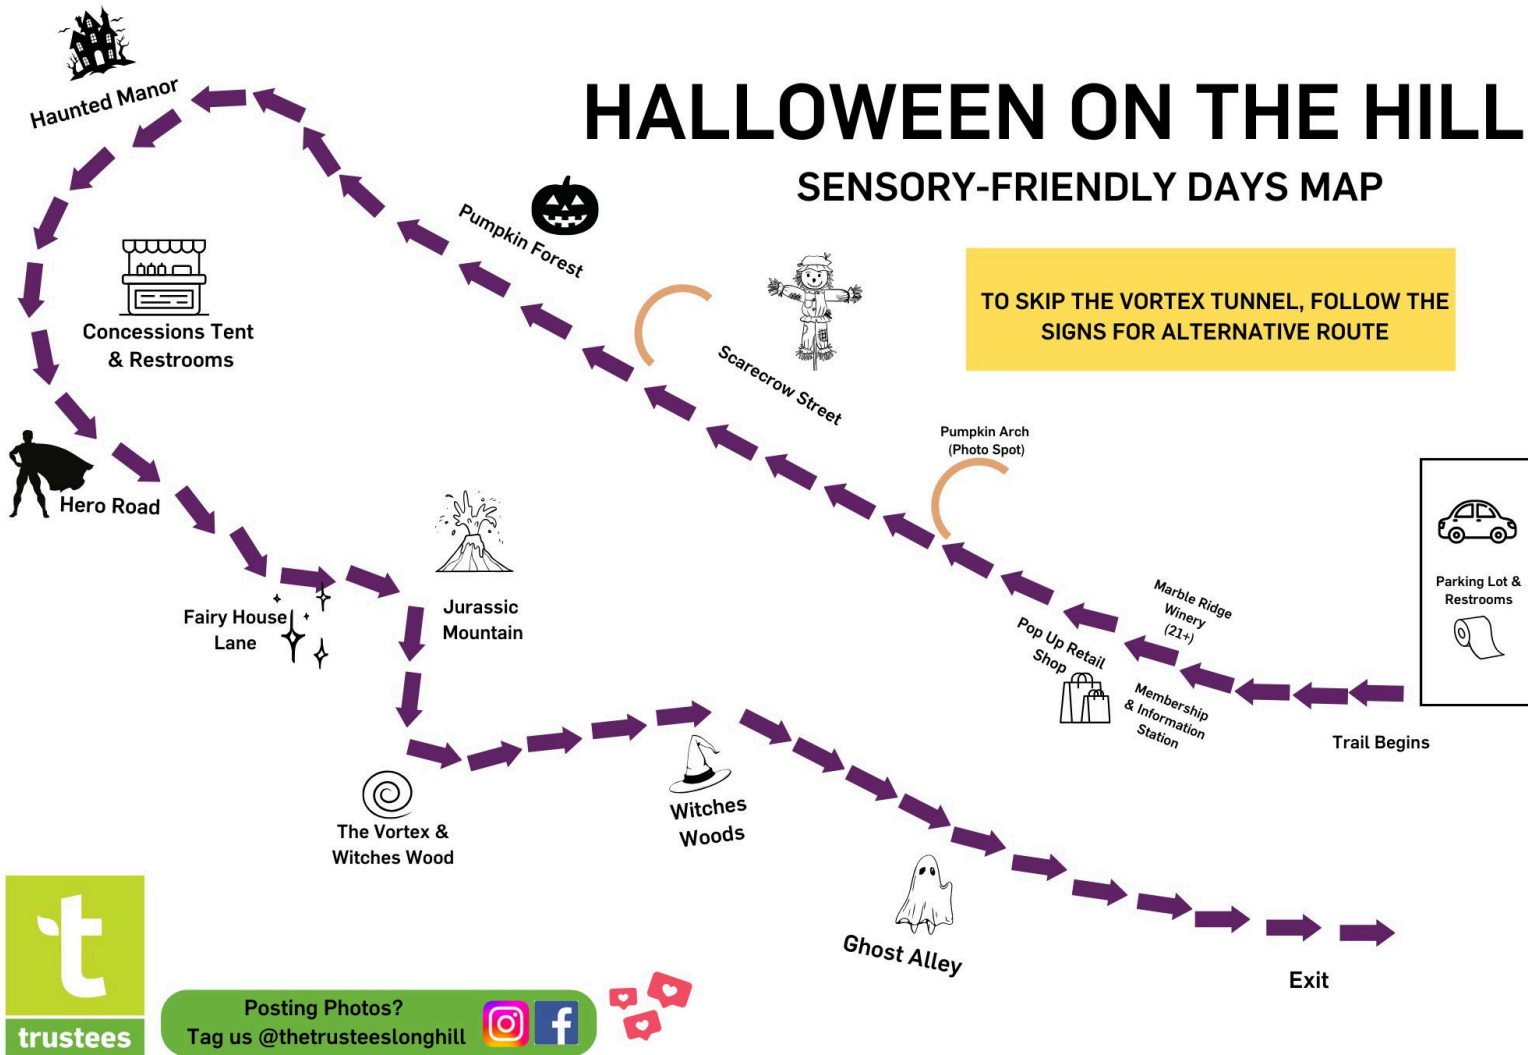 HALLOWEEN ON THE HILL
SENSORY-FRIENDLY DAYS MAP
TO SKIP THE VORTEX TUNNEL, FOLLOW THE
SIGNS FOR ALTERNATIVE ROUTE
Haunted Manor
Pumpkin Forest
Scarecrow Street
Concessions Tent
& Restrooms
Pumpkin Arch
(Photo Spot)
Hero Road
Parking Lot &
Restrooms
Marble Ridge
Winery
(21+)
Jurassic
Mountain
Fairy House
Lane
Pop Up Retail
Shop
Membership
& Information
Station
Trail Begins
The Vortex &
Witches Wood
Witches
Woods
Ghost Alley
Exit
t
trustees
Posting Photos?
Tag us @thetrusteeslonghill
f